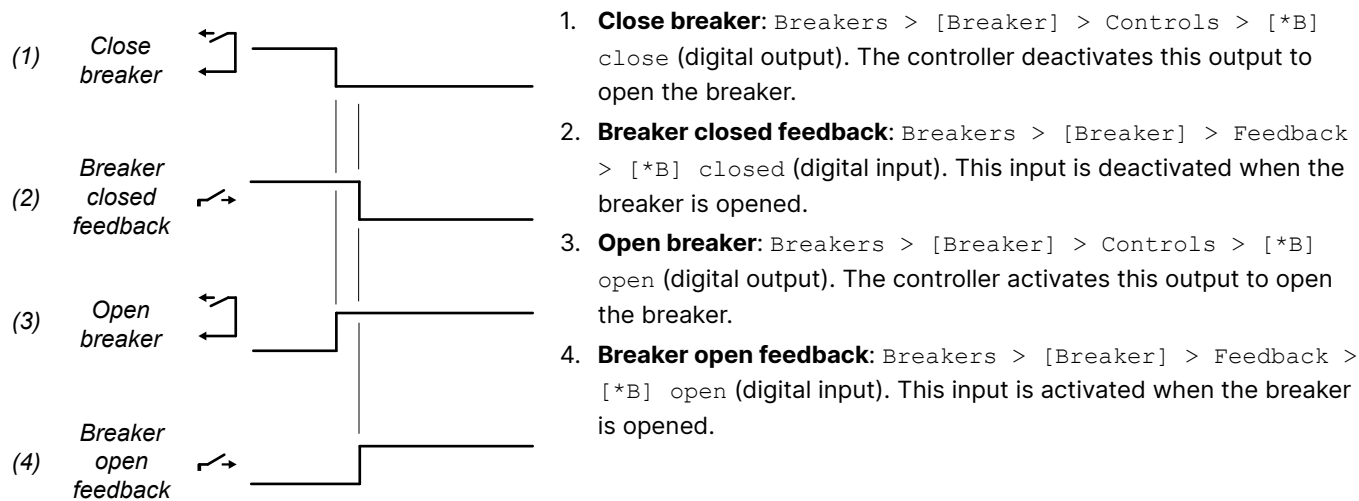 (1) Close
breaker
(2) Breaker
closed
feedback
(3) Open
breaker
(4) Breaker
open
feedback
1. Close breaker: Breakers > [Breaker] > Controls > [*B]
close (digital output). The controller deactivates this output to
open the breaker.
2. Breaker closed feedback: Breakers > [Breaker] > Feedback
> [*B] closed (digital input). This input is deactivated when the
breaker is opened.
3. Open breaker: Breakers > [Breaker] > Controls > [*B]
open (digital output). The controller activates this output to open
the breaker.
4. Breaker open feedback: Breakers > [Breaker] > Feedback >
[*B] open (digital input). This input is activated when the breaker
is opened.